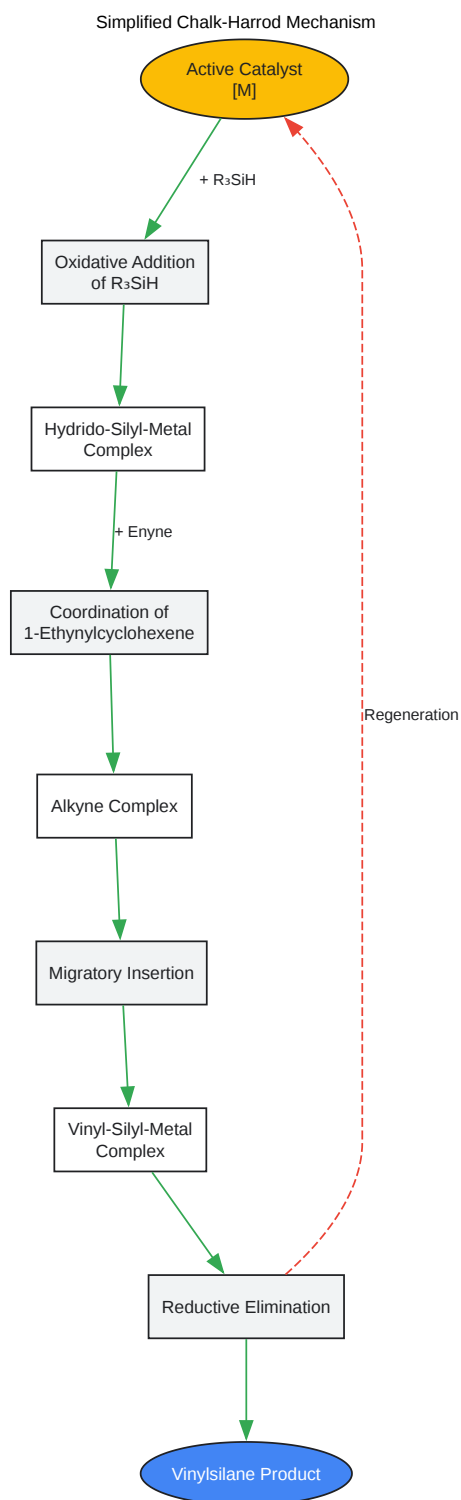 Simplified Chalk-Harrod Mechanism
Active Catalyst
[M]
+ R₃SiH
Oxidative Addition
of R₃SiH
Hydrido-Silyl-Metal
Complex
+ Enyne
Coordination of
1-Ethynylcyclohexene
Regeneration
Alkyne Complex
Migratory Insertion
Vinyl-Silyl-Metal
Complex
Reductive Elimination
Vinylsilane Product